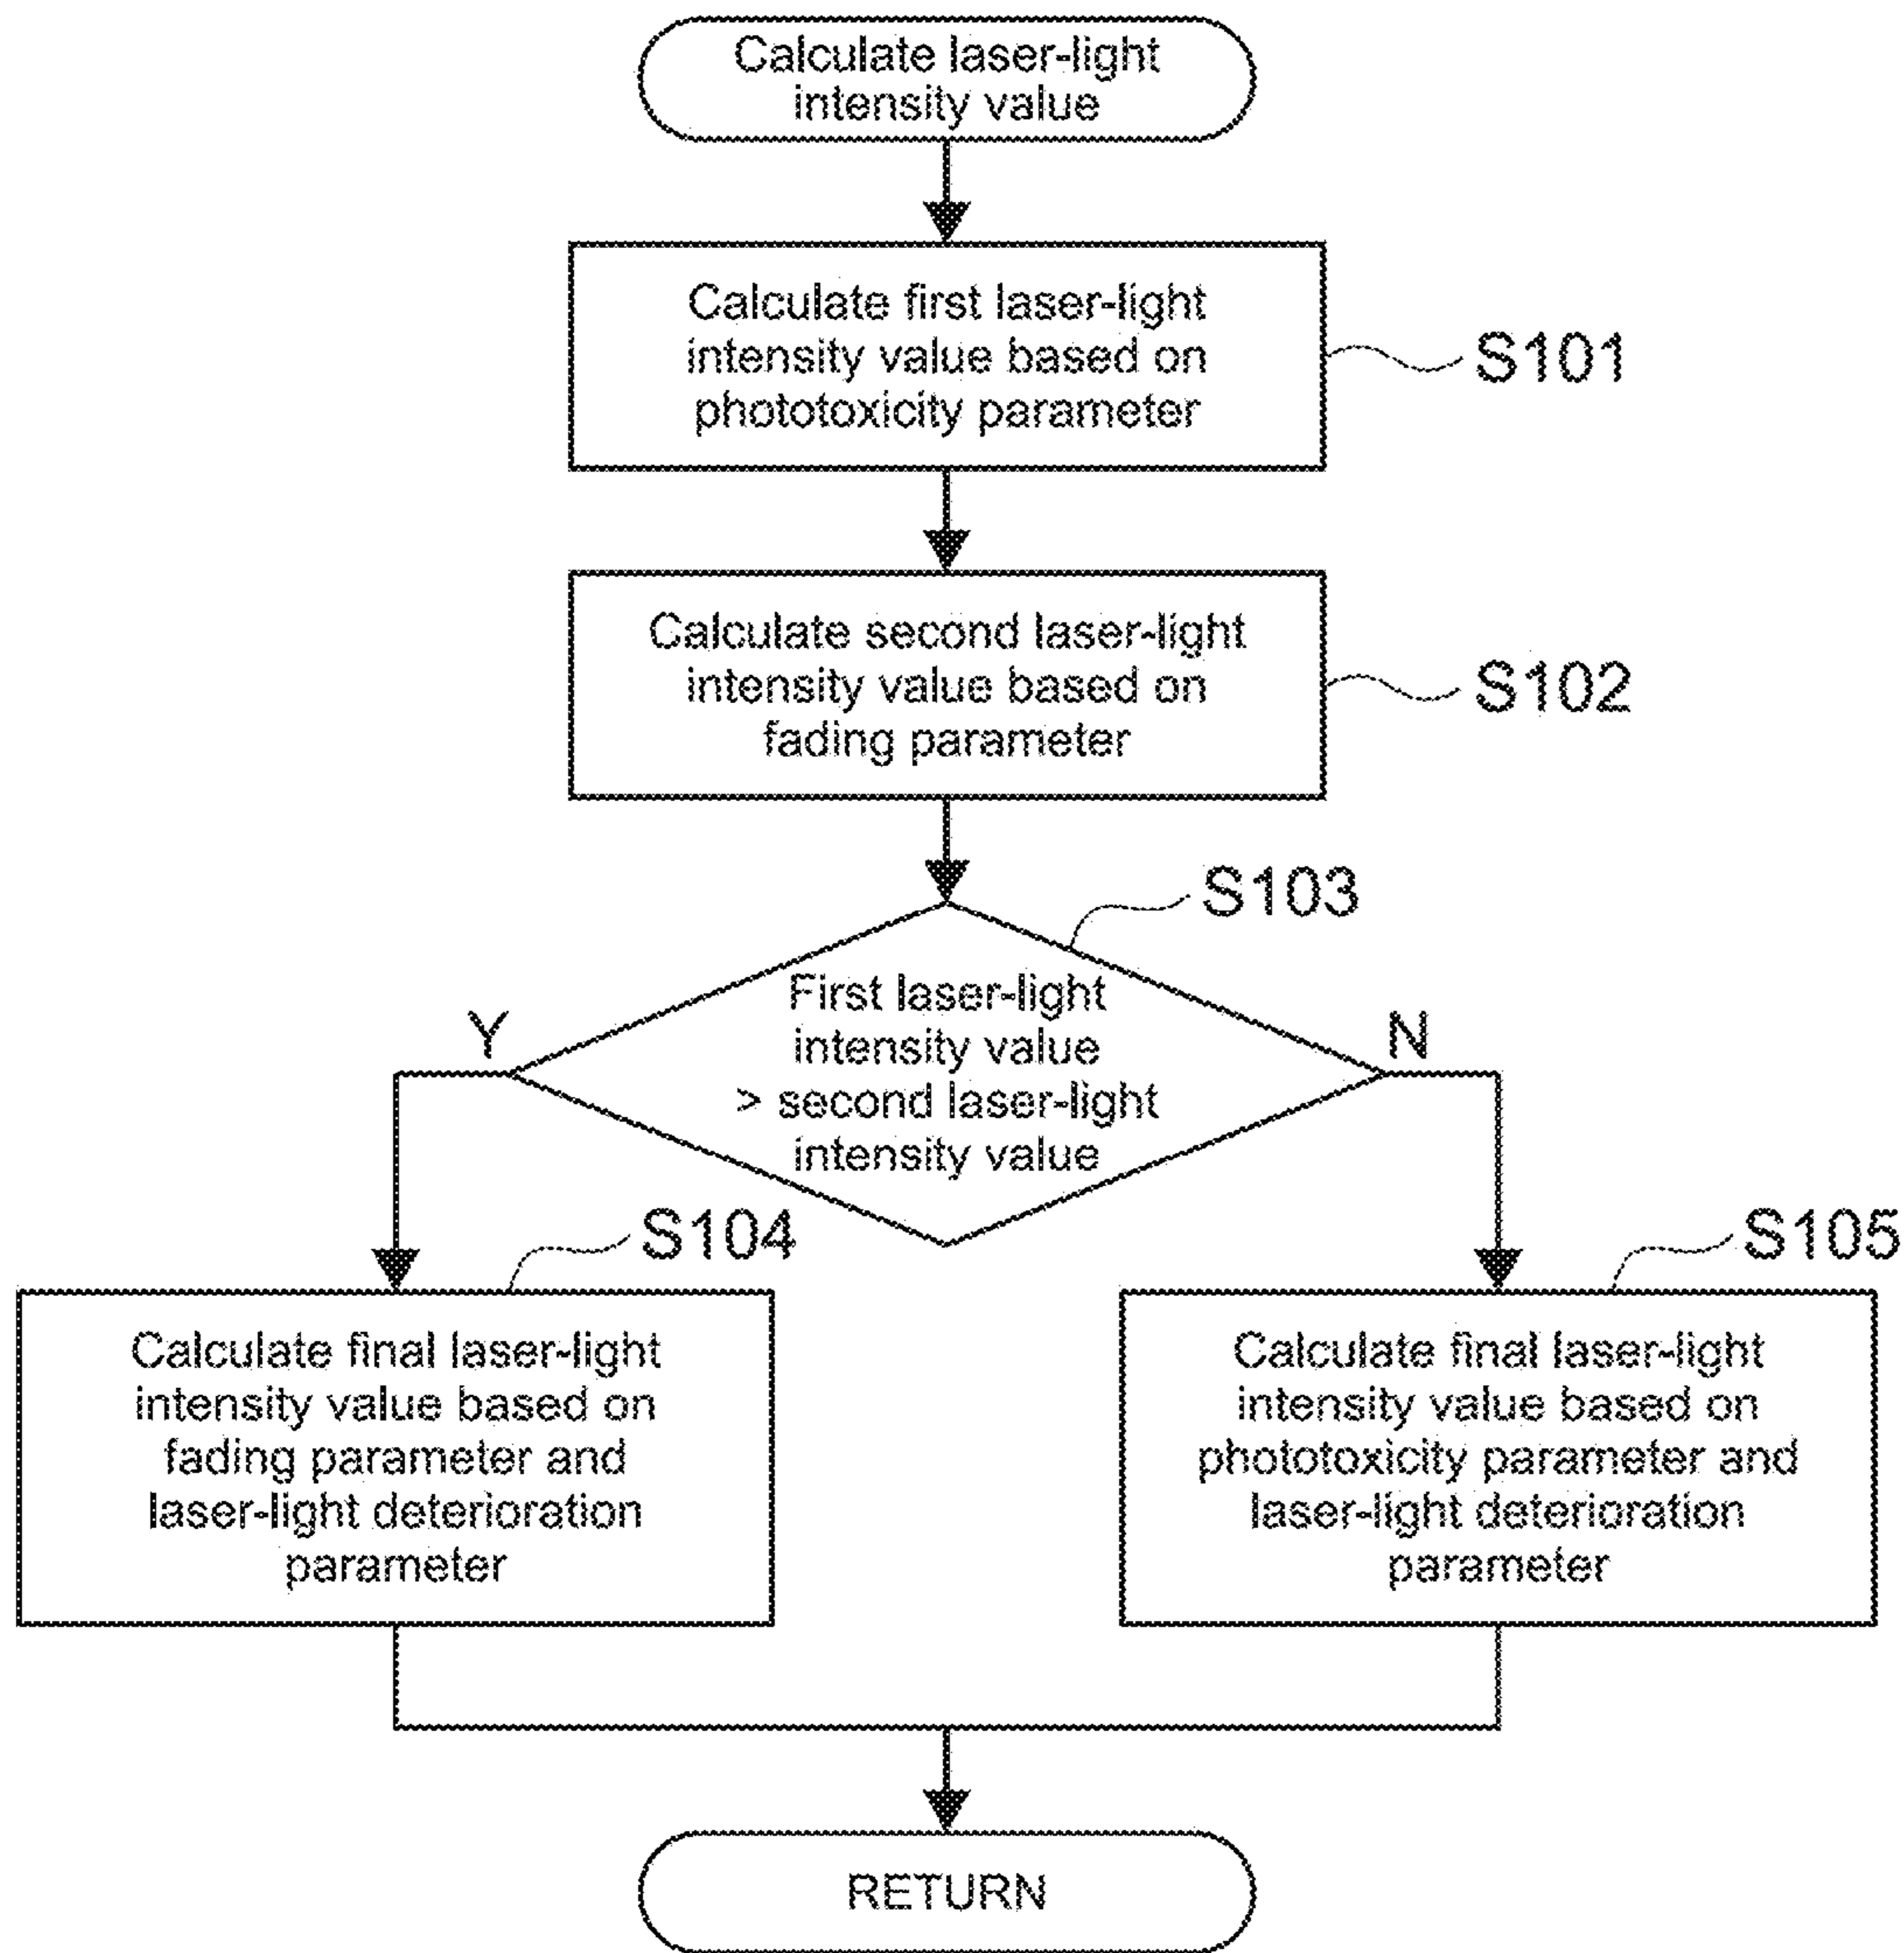 Calculate laser-light
intensity value
Calculate first laser-light
intensity value based on
phototoxicity parameter
S101
Calculate second laser-light
intensity value based on
fading parameter
S102
S103
First laser-light
intensity value
> second laser-light
intensity value
Y
N
S104
Calculate final laser-light
intensity value based on
fading parameter and
laser-light deterioration
parameter
S105
Calculate final laser-light
intensity value based on
phototoxicity parameter and
laser-light deterioration
parameter
RETURN